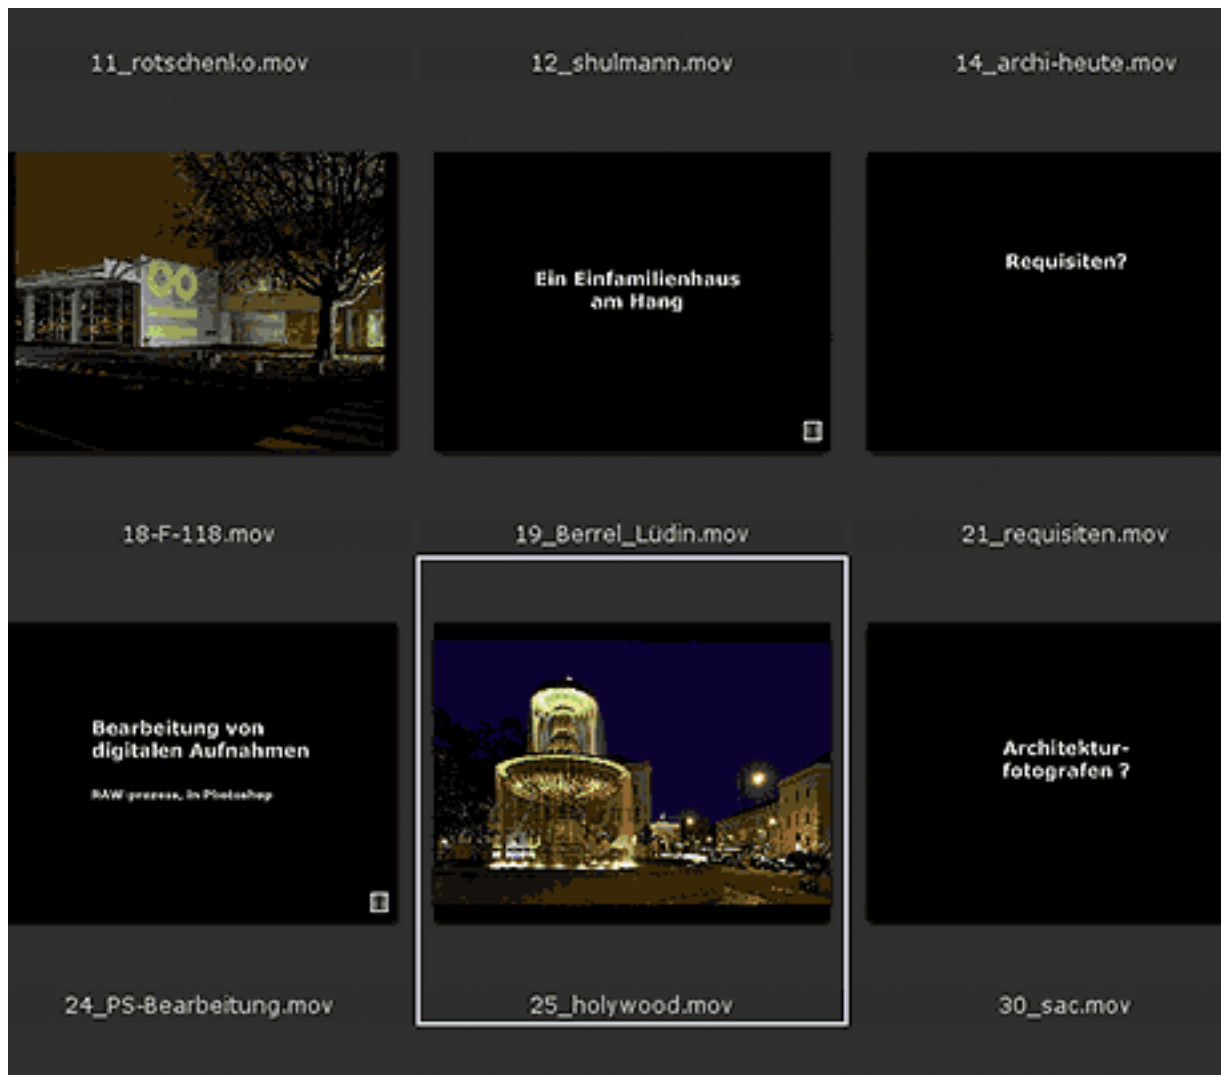 11_rotschenko.mov
12_shulmann.mov
14_archi-heute.mov
Ein Einfamilienhaus
am Hang
Requisiten?
18-F-118.mov
19_Berrel_Lüdin.mov
21_requisiten.mov
Bearbeitung von
digitalen Aufnahmen
RAW-prozess, in Photoshop
Architektur-
fotografen ?
24_PS-Bearbeitung.mov
25_holywood.mov
30_sac.mov